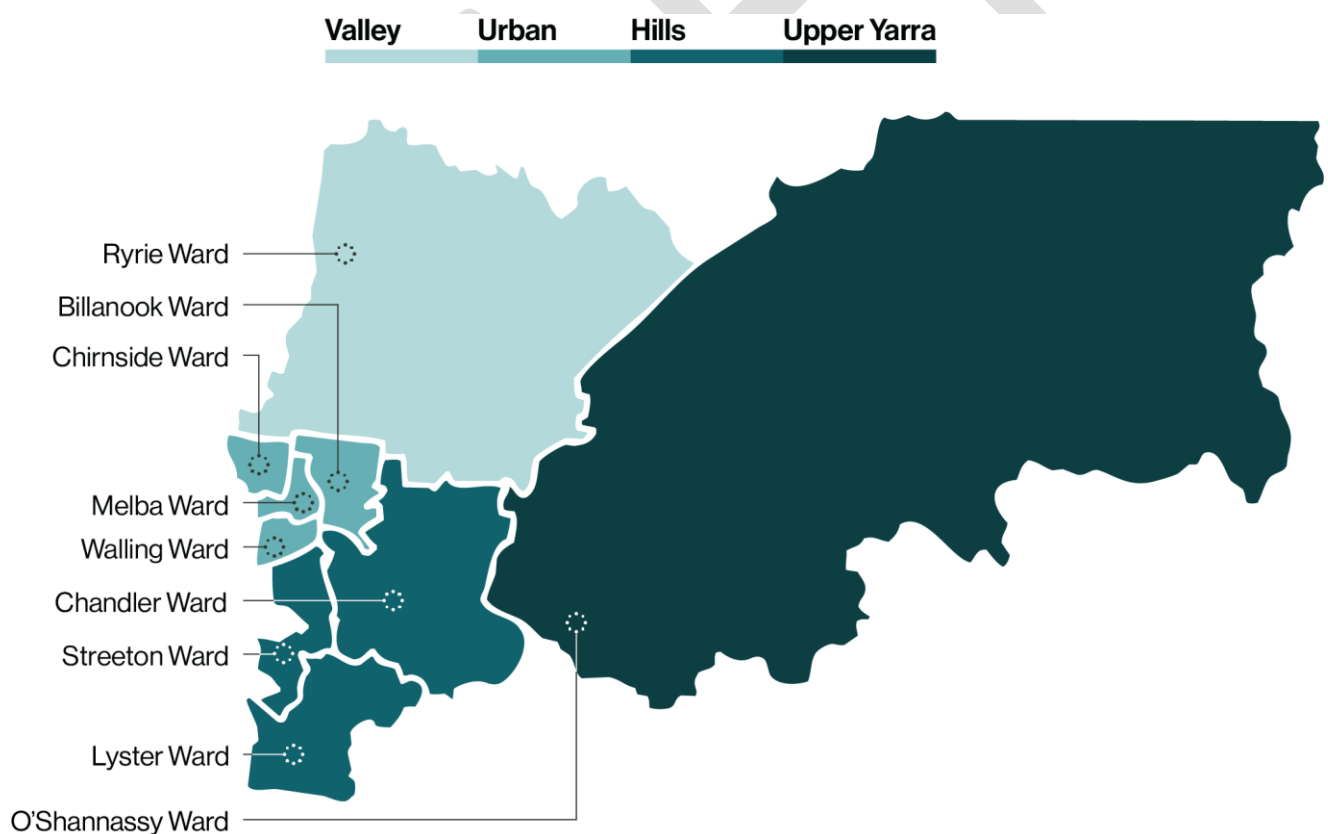 Valley Urban Hills Upper Yarra
Ryrie Ward
Billanook Ward
Chirnside Ward
Melba Ward
Walling Ward
Chandler Ward
Streeton Ward
Lyster Ward
O'Shannassy Ward